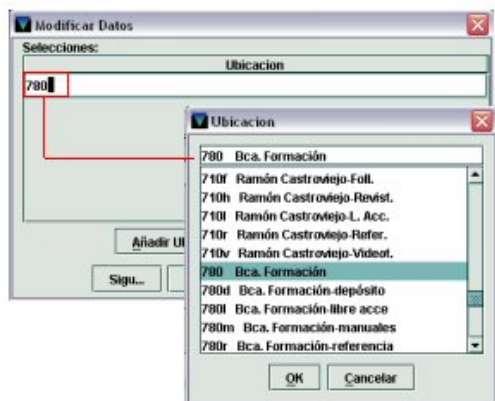 Modificar Datos
Selecciones:
Ubicacion
780
Ubicacion
780 Bca. Formación
710f Ramón Castroviejo-Foll.
710h Ramón Castroviejo-Revist.
710l Ramón Castroviejo-L. Acc.
710r Ramón Castroviejo-Refer.
710v Ramón Castroviejo-Videot.
780 Bca. Formación
780d Bca. Formación-depósito
780l Bca. Formación-libre acce
780m Bca. Formación-manuales
780r Bca. Formación-referencia
Añadir
Sigu...
OK
Cancelar